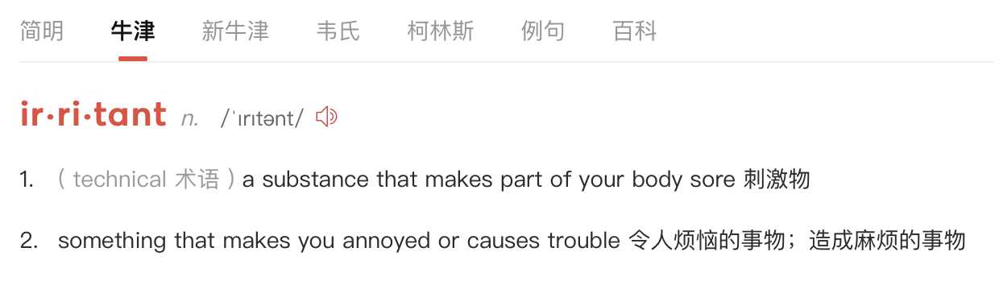 简明 牛津 新牛津 韦氏 柯林斯 例句 百科
ir·ri·tant n. /ˈɪrɪtənt/
1. （technical 术语）a substance that makes part of your body sore 刺激物
2. something that makes you annoyed or causes trouble 令人烦恼的事物；造成麻烦的事物